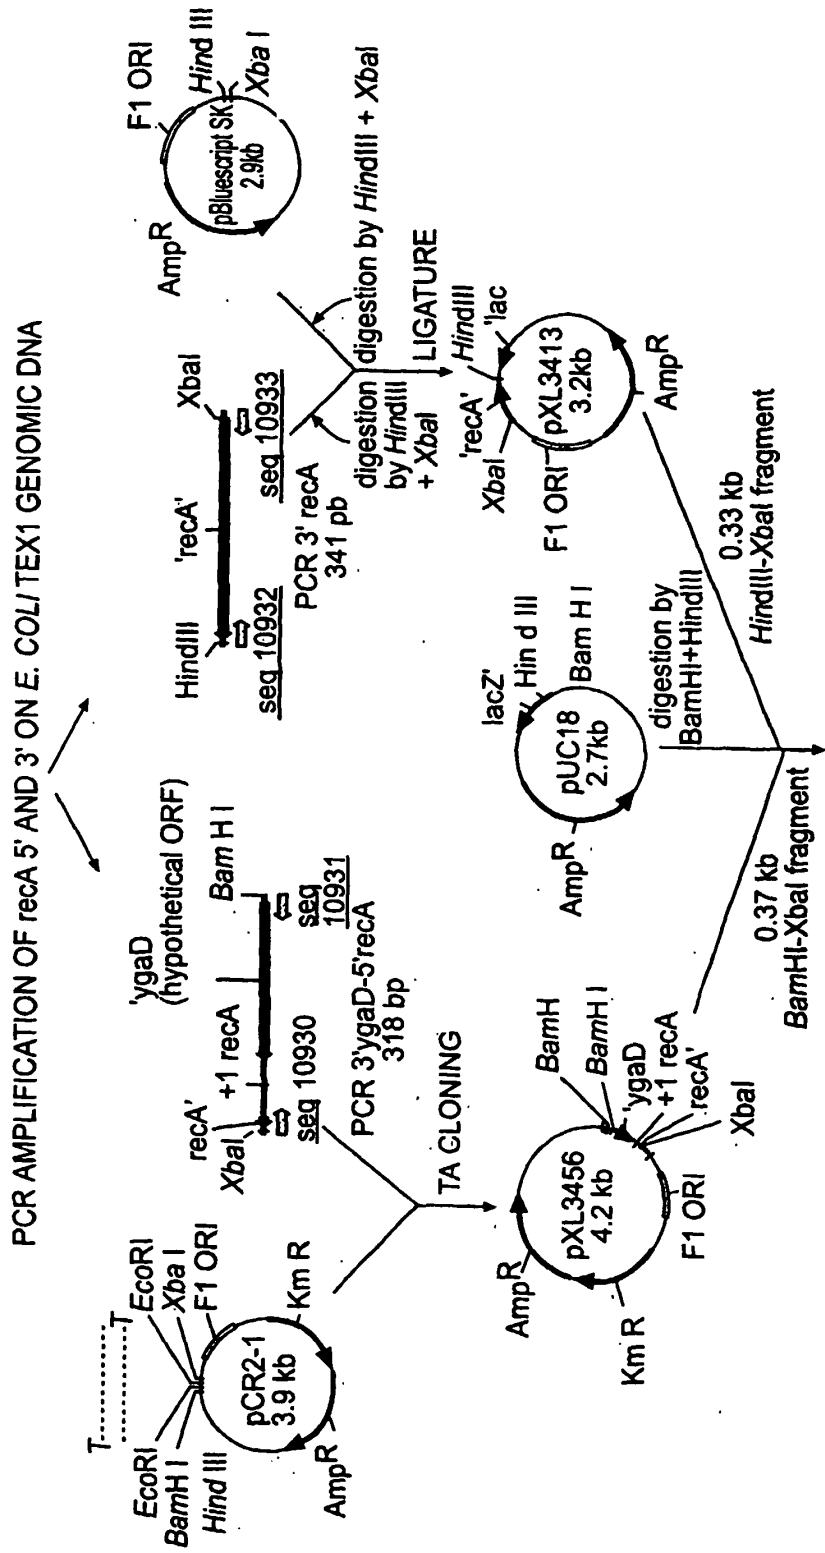 PCR AMPLIFICATION OF recA 5' AND 3' ON E. COLI TEX1 GENOMIC DNA
T
T
EcoRI
BamH I
Hind III
EcoRI
Xba I
F1 ORI
pCR2-1
3.9 kb
Km R
AmpR
recA'
XbaI
+1 recA
'ygaD
(hypothetical ORF)
Bam H I
seq 10930
seq
10931
PCR 3'ygaD-5'recA
318 bp
TA CLONING
HindIII
'recA'
XbaI
seq 10932
seq 10933
PCR 3' recA
341 pb
AmpR
F1 ORI
Hind III
Xba I
pBluescript SK
2.9kb
digestion
by HindIII
+ XbaI
digestion by HindIII + XbaI
LIGATURE
AmpR
pXL3456
4.2 kb
BamH
BamH I
'ygaD
+1 recA
recA'
XbaI
F1 ORI
Km R
lacZ'
Hin d III
Bam H I
pUC18
2.7kb
AmpR
digestion by
BamHI+HindIII
XbaI
'recA'
HindIII
'lac
F1 ORI
pXL3413
3.2kb
AmpR
0.37 kb
BamHI-XbaI fragment
0.33 kb
HindIII-XbaI fragment